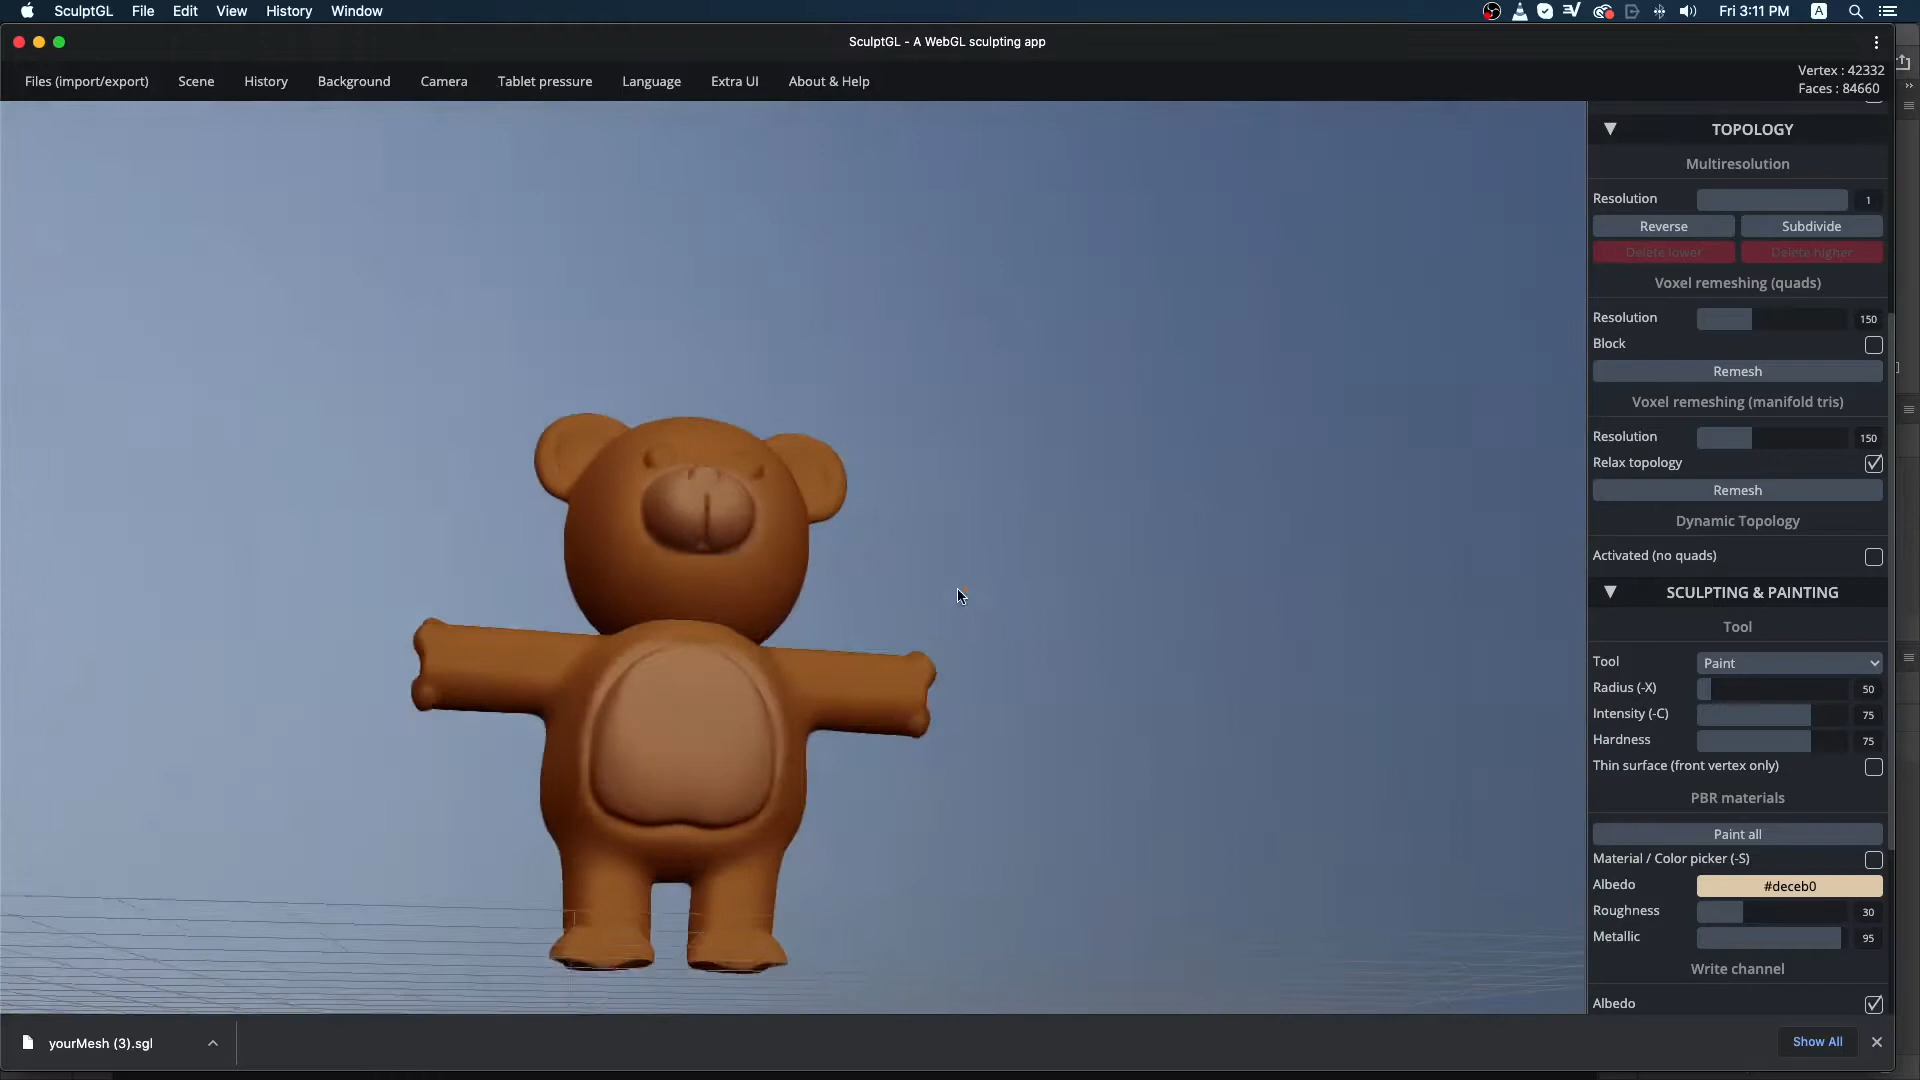 SculptGL File Edit View History Window Fri 3:11 PM A
SculptGL - A WebGL sculpting app
Files (import/export) Scene History Background Camera Tablet pressure Language Extra UI About & Help
Vertex : 42332
Faces : 84660
TOPOLOGY
Multiresolution
Resolution 1
Reverse Subdivide
Delete lower Delete higher
Voxel remeshing (quads)
Resolution 150
Block
Remesh
Voxel remeshing (manifold tris)
Resolution 150
Relax topology
Remesh
Dynamic Topology
Activated (no quads)
SCULPTING & PAINTING
Tool
Tool Paint
Radius (-X) 50
Intensity (-C) 75
Hardness 75
Thin surface (front vertex only)
PBR materials
Paint all
Material / Color picker (-S)
Albedo #deceb0
Roughness 30
Metallic 95
Write channel
Albedo
yourMesh (3).sgl Show All